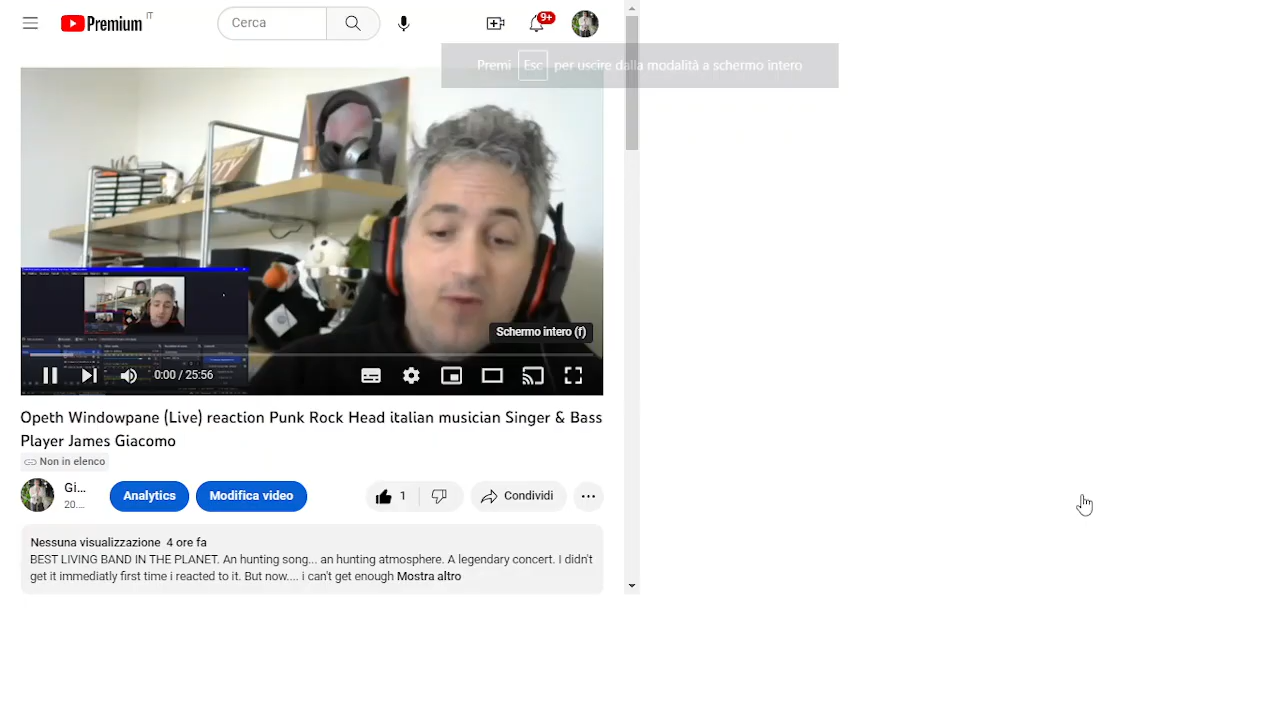 Premium IT
Cerca
9+
Premi Esc per uscire dalla modalità a schermo intero
Schermo intero (f)
0:00 / 25:56
Opeth Windowpane (Live) reaction Punk Rock Head italian musician Singer & Bass
Player James Giacomo
Non in elenco
Gi...
20....
Analytics
Modifica video
1
Condividi
Nessuna visualizzazione 4 ore fa
BEST LIVING BAND IN THE PLANET. An hunting song... an hunting atmosphere. A legendary concert. I didn't
get it immediatly first time i reacted to it. But now.... i can't get enough Mostra altro